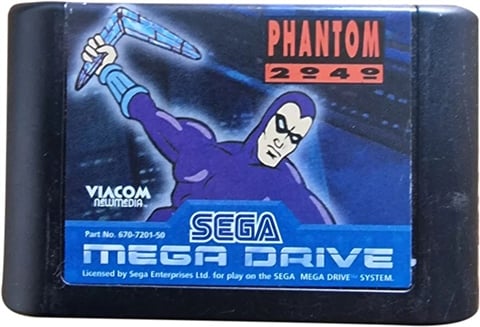 PHANTOM
2040
VIACOM
NEWMEDIA
Part No. 670-7201-50
SEGA
MEGA DRIVE
Licensed by Sega Enterprises Ltd. for play on the SEGA MEGA DRIVE™ SYSTEM.